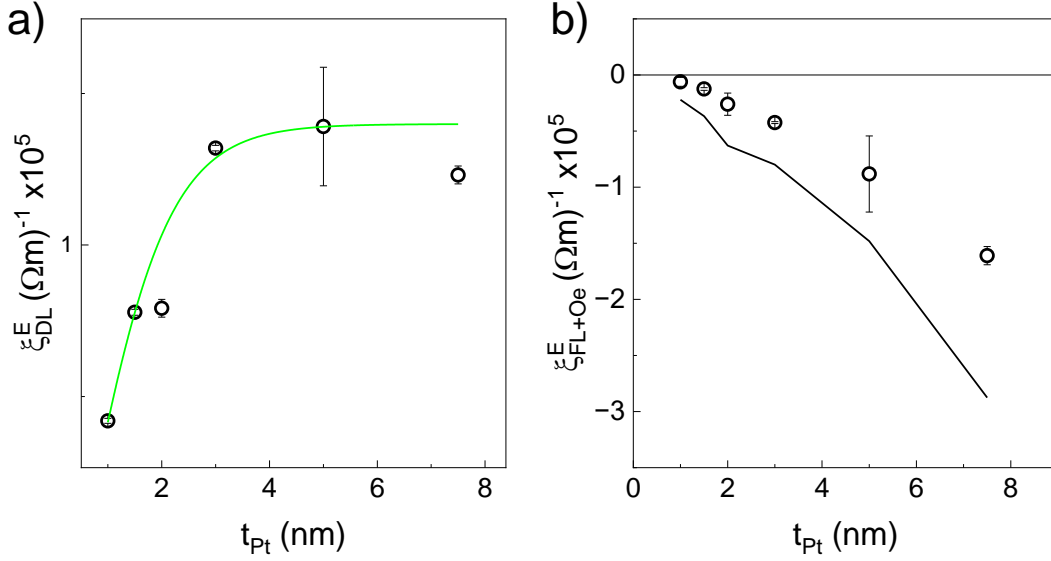 a)
ξ^E_DL (Ωm)^-1 x10^5
1
2
4
6
8
t_Pt (nm)
b)
ξ^E_FL+Oe (Ωm)^-1 x10^5
0
−1
−2
−3
0
2
4
6
8
t_Pt (nm)